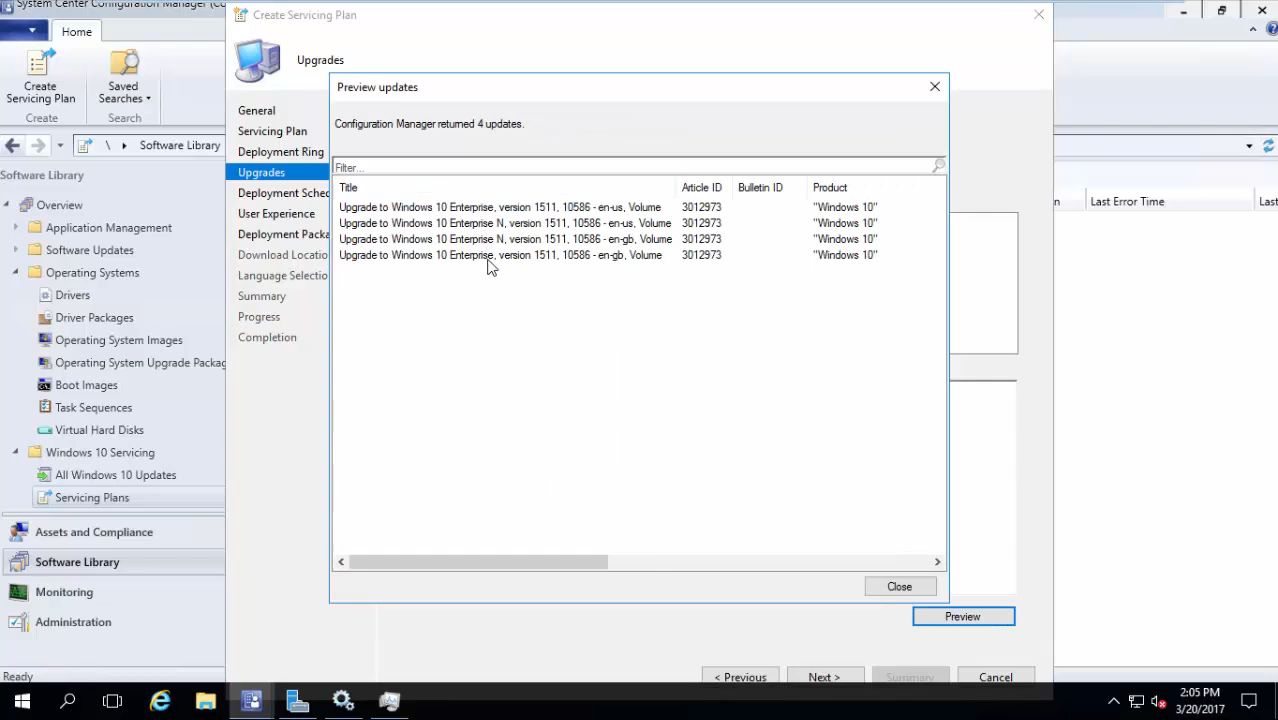 System Center Configuration Manager (Co
Home
Create
Servicing Plan
Saved
Searches
Create
Search
\
Software Library
Software Library
Overview
Application Management
Software Updates
Operating Systems
Drivers
Driver Packages
Operating System Images
Operating System Upgrade Packag
Boot Images
Task Sequences
Virtual Hard Disks
Windows 10 Servicing
All Windows 10 Updates
Servicing Plans
Assets and Compliance
Software Library
Monitoring
Administration
Ready
Create Servicing Plan
Upgrades
General
Servicing Plan
Deployment Ring
Upgrades
Deployment Sched
User Experience
Deployment Packa
Download Locatio
Language Selectio
Summary
Progress
Completion
Preview updates
Configuration Manager returned 4 updates.
Filter...
Title Article ID Bulletin ID Product
Upgrade to Windows 10 Enterprise, version 1511, 10586 - en-us, Volume 3012973 "Windows 10"
Upgrade to Windows 10 Enterprise N, version 1511, 10586 - en-us, Volume 3012973 "Windows 10"
Upgrade to Windows 10 Enterprise N, version 1511, 10586 - en-gb, Volume 3012973 "Windows 10"
Upgrade to Windows 10 Enterprise, version 1511, 10586 - en-gb, Volume 3012973 "Windows 10"
Close
Preview
< Previous
Next >
Summary
Cancel
n Last Error Time Last
2:05 PM
3/20/2017